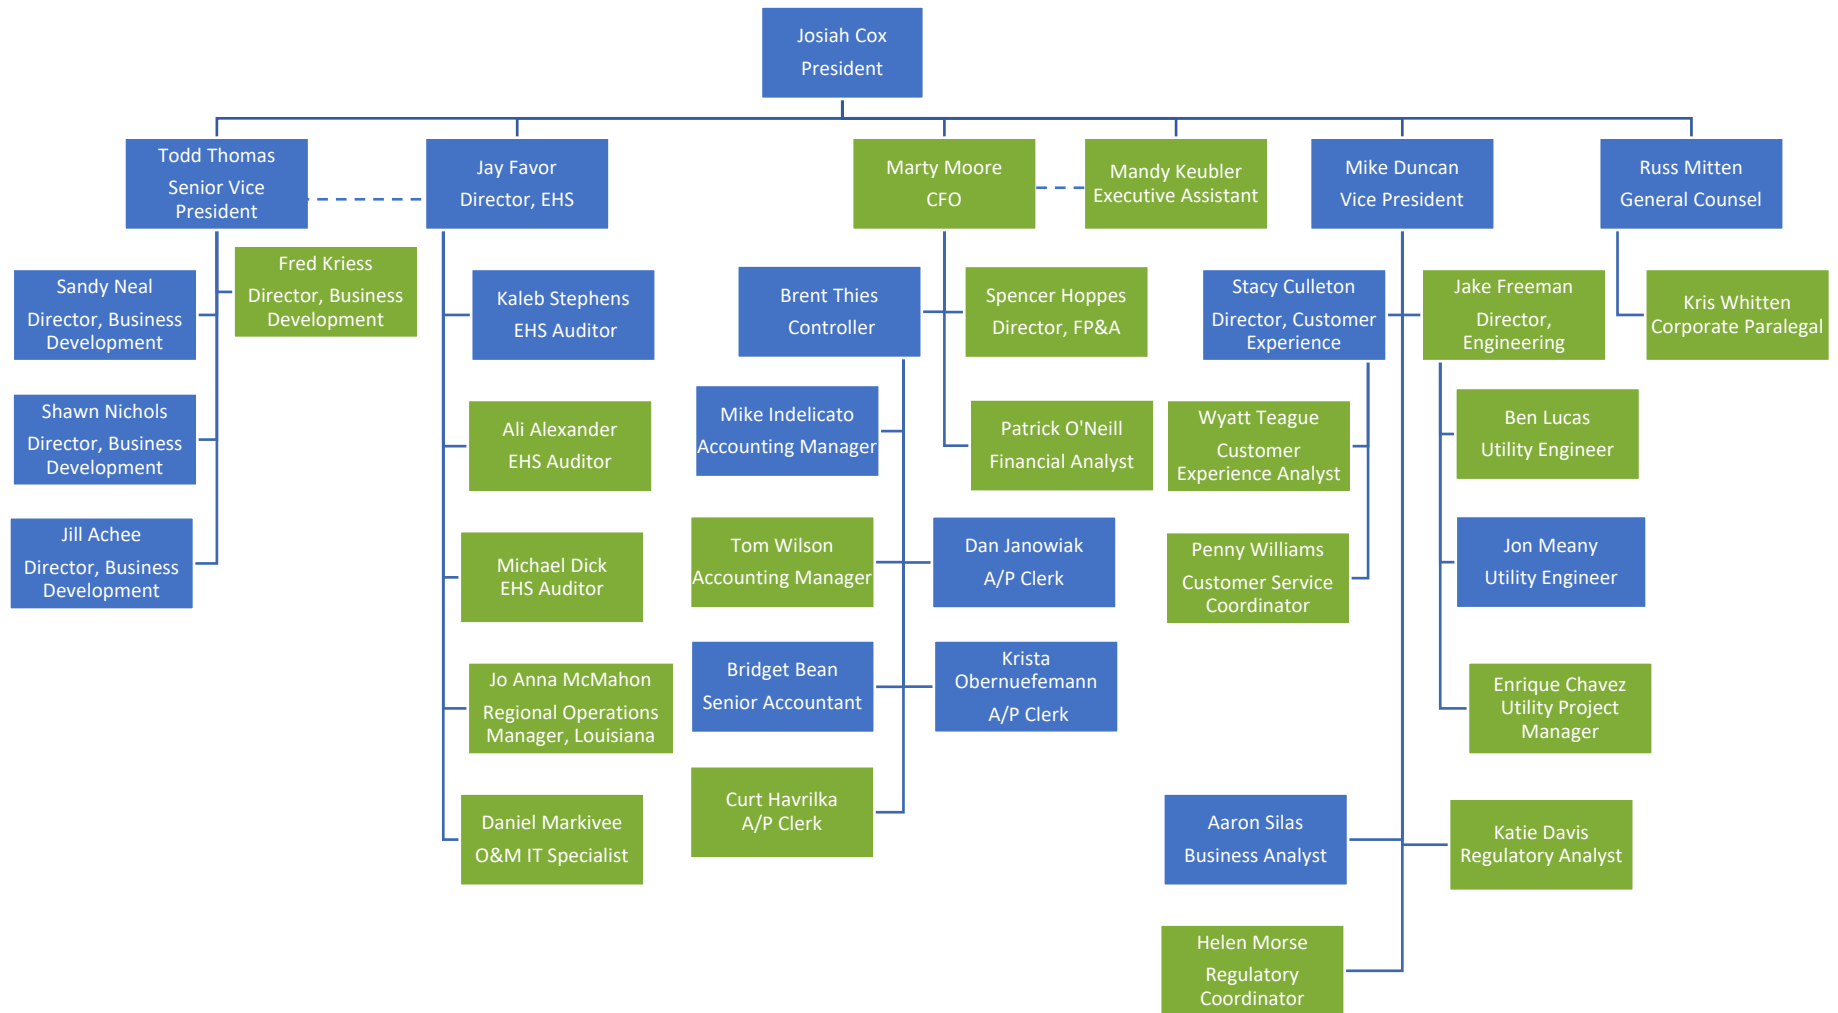 Josiah Cox
President
Todd Thomas
Senior Vice
President
Jay Favor
Director, EHS
Marty Moore
CFO
Mandy Keubler
Executive Assistant
Mike Duncan
Vice President
Russ Mitten
General Counsel
Sandy Neal
Director, Business
Development
Fred Kriess
Director, Business
Development
Shawn Nichols
Director, Business
Development
Jill Achee
Director, Business
Development
Kaleb Stephens
EHS Auditor
Ali Alexander
EHS Auditor
Michael Dick
EHS Auditor
Jo Anna McMahon
Regional Operations
Manager, Louisiana
Daniel Markivee
O&M IT Specialist
Brent Thies
Controller
Spencer Hoppes
Director, FP&A
Mike Indelicato
Accounting Manager
Patrick O'Neill
Financial Analyst
Tom Wilson
Accounting Manager
Dan Janowiak
A/P Clerk
Bridget Bean
Senior Accountant
Krista
Obernuefemann
A/P Clerk
Curt Havrilka
A/P Clerk
Stacy Culleton
Director, Customer
Experience
Jake Freeman
Director,
Engineering
Wyatt Teague
Customer
Experience Analyst
Penny Williams
Customer Service
Coordinator
Ben Lucas
Utility Engineer
Jon Meany
Utility Engineer
Enrique Chavez
Utility Project
Manager
Aaron Silas
Business Analyst
Katie Davis
Regulatory Analyst
Helen Morse
Regulatory
Coordinator
Kris Whitten
Corporate Paralegal